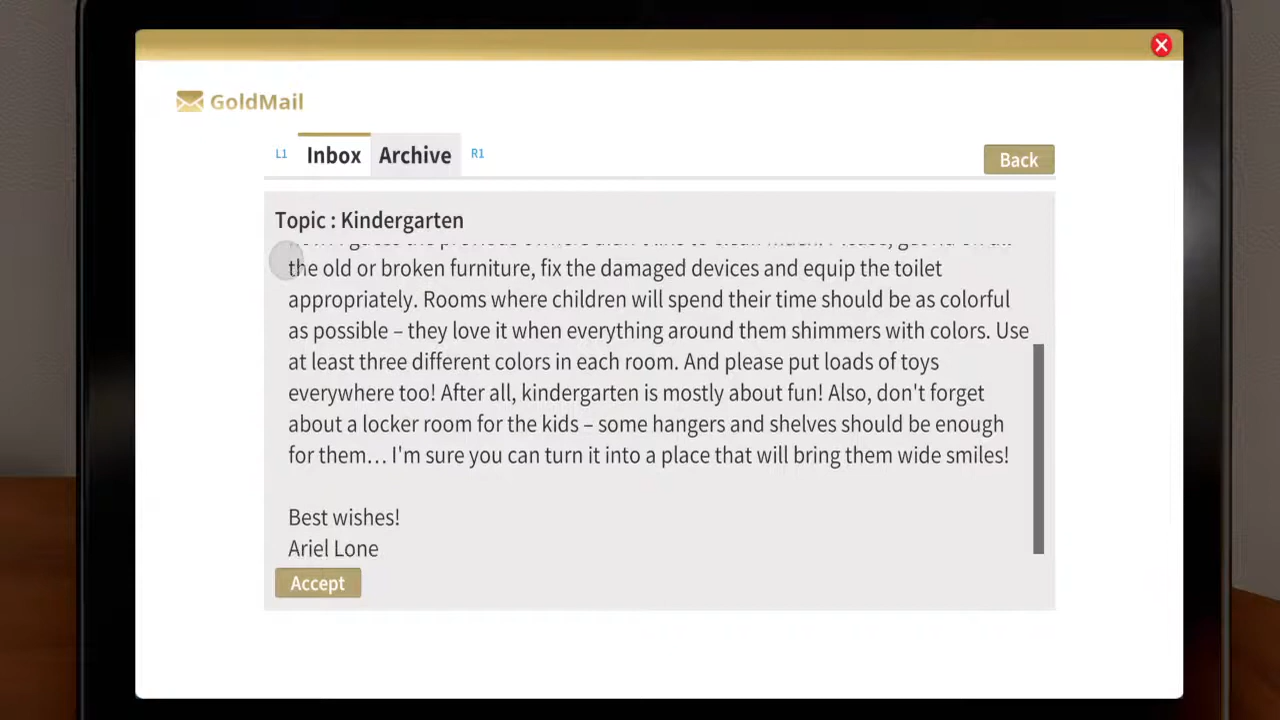 GoldMail
L1 Inbox Archive R1
Back
Topic : Kindergarten
the old or broken furniture, fix the damaged devices and equip the toilet
appropriately. Rooms where children will spend their time should be as colorful
as possible – they love it when everything around them shimmers with colors. Use
at least three different colors in each room. And please put loads of toys
everywhere too! After all, kindergarten is mostly about fun! Also, don't forget
about a locker room for the kids – some hangers and shelves should be enough
for them… I'm sure you can turn it into a place that will bring them wide smiles!
Best wishes!
Ariel Lone
Accept